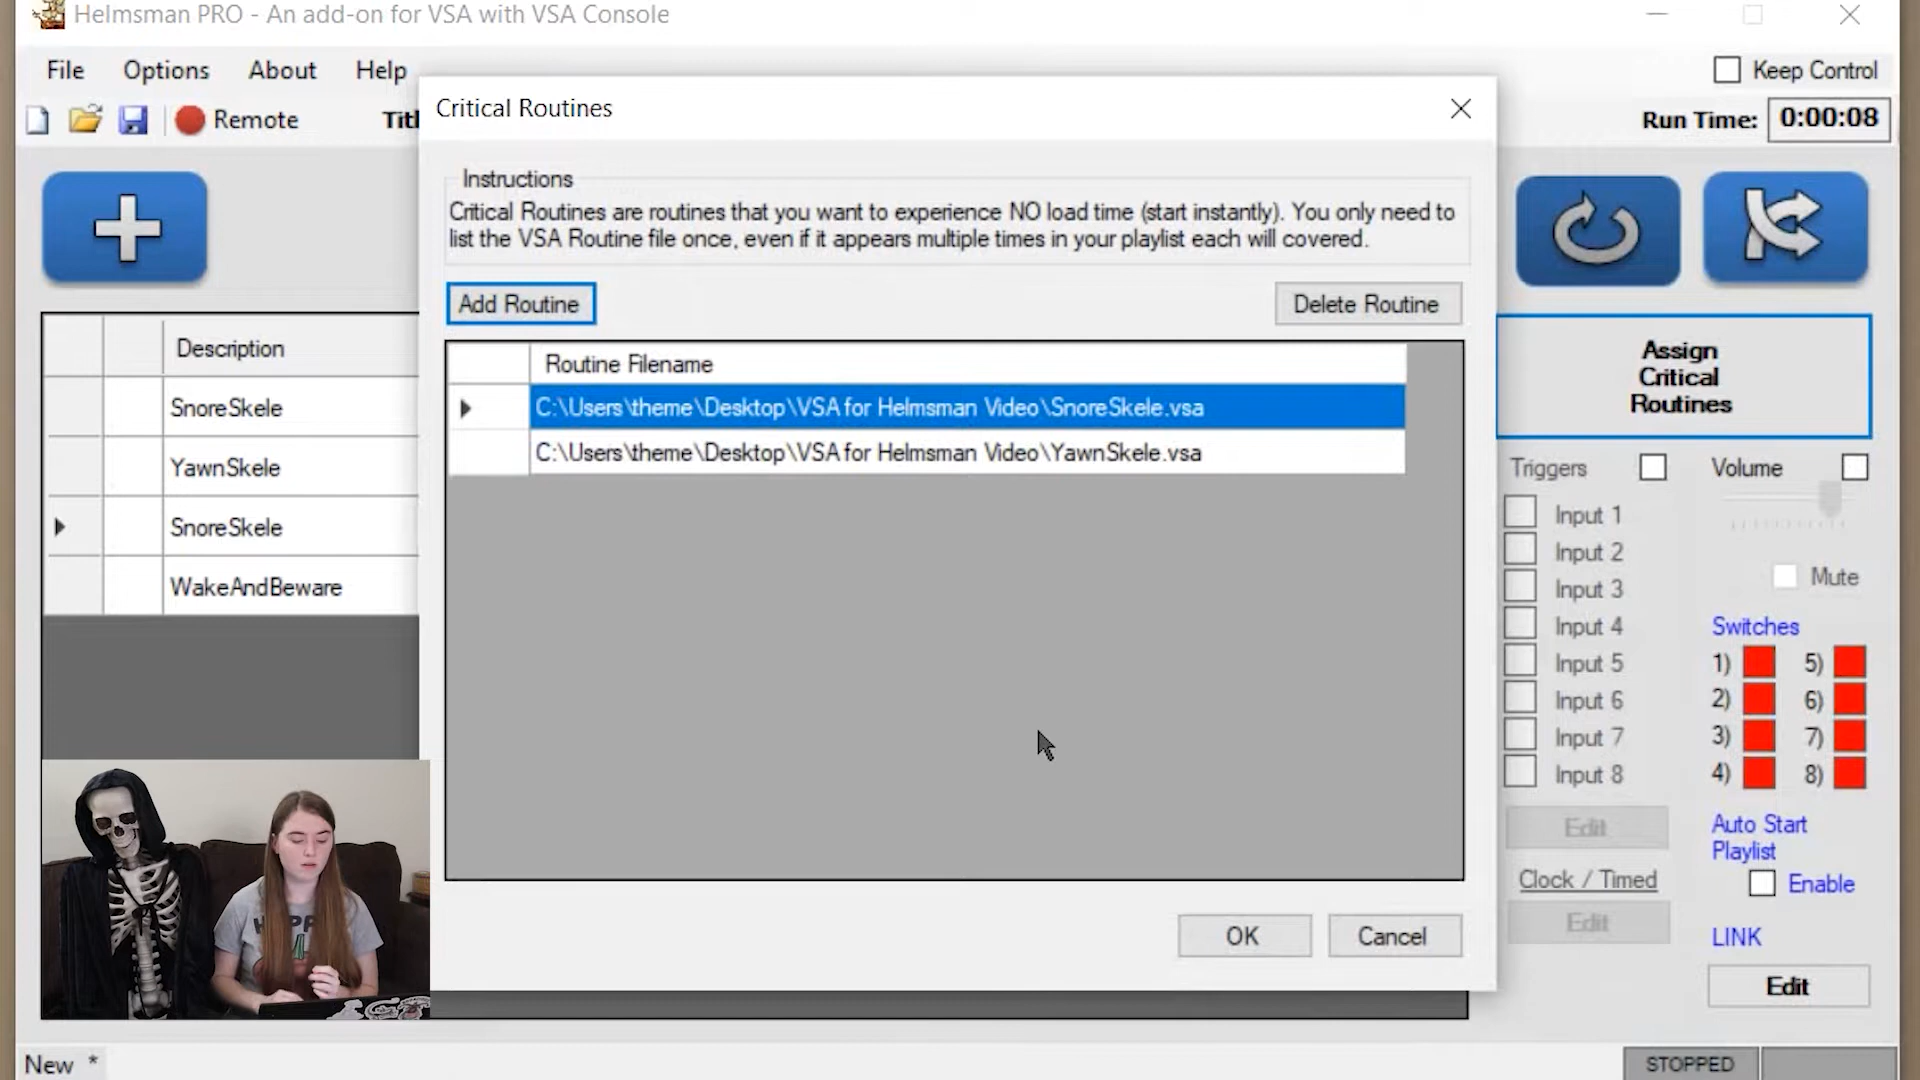 Helmsman PRO - An add-on for VSA with VSA Console
File Options About Help
Keep Control
Remote
Titl
Run Time: 0:00:08
Critical Routines
Instructions
Critical Routines are routines that you want to experience NO load time (start instantly). You only need to
list the VSA Routine file once, even if it appears multiple times in your playlist each will covered.
Add Routine
Delete Routine
Routine Filename
C:\Users\theme\Desktop\VSA for Helmsman Video\SnoreSkele.vsa
C:\Users\theme\Desktop\VSA for Helmsman Video\YawnSkele.vsa
OK
Cancel
Description
SnoreSkele
YawnSkele
SnoreSkele
WakeAndBeware
Assign
Critical
Routines
Triggers
Input 1
Input 2
Input 3
Input 4
Input 5
Input 6
Input 7
Input 8
Edit
Clock / Timed
Edit
Volume
Mute
Switches
1) 5)
2) 6)
3) 7)
4) 8)
Auto Start
Playlist
Enable
LINK
Edit
New *
STOPPED